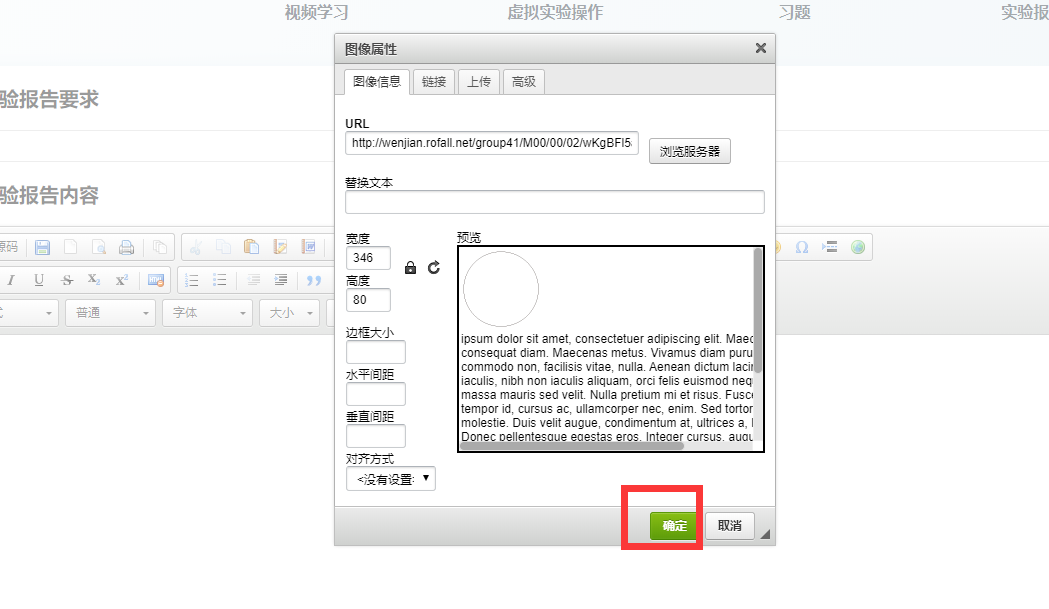 视频学习
虚拟实验操作
习题
实验报
图像属性
图像信息
链接
上传
高级
验报告要求
URL
http://wenjian.rofall.net/group41/M00/00/02/wKgBFl5
浏览服务器
替换文本
验报告内容
源码
宽度
346
高度
80
预览
I U S X₂ X²
普通
字体
大小
边框大小
水平间距
垂直间距
对齐方式
<没有设置:
ipsum dolor sit amet, consectetuer adipiscing elit. Maec
consequat diam. Maecenas metus. Vivamus diam puru
commodo non, facilisis vitae, nulla. Aenean dictum lacin
iaculis, nibh non iaculis aliquam, orci felis euismod neq
massa mauris sed velit. Nulla pretium mi et risus. Fusce
tempor id, cursus ac, ullamcorper nec, enim. Sed tortor
molestie. Duis velit augue, condimentum at, ultrices a,
Donec pellentesque egestas eros. Integer cursus, augu
确定
取消